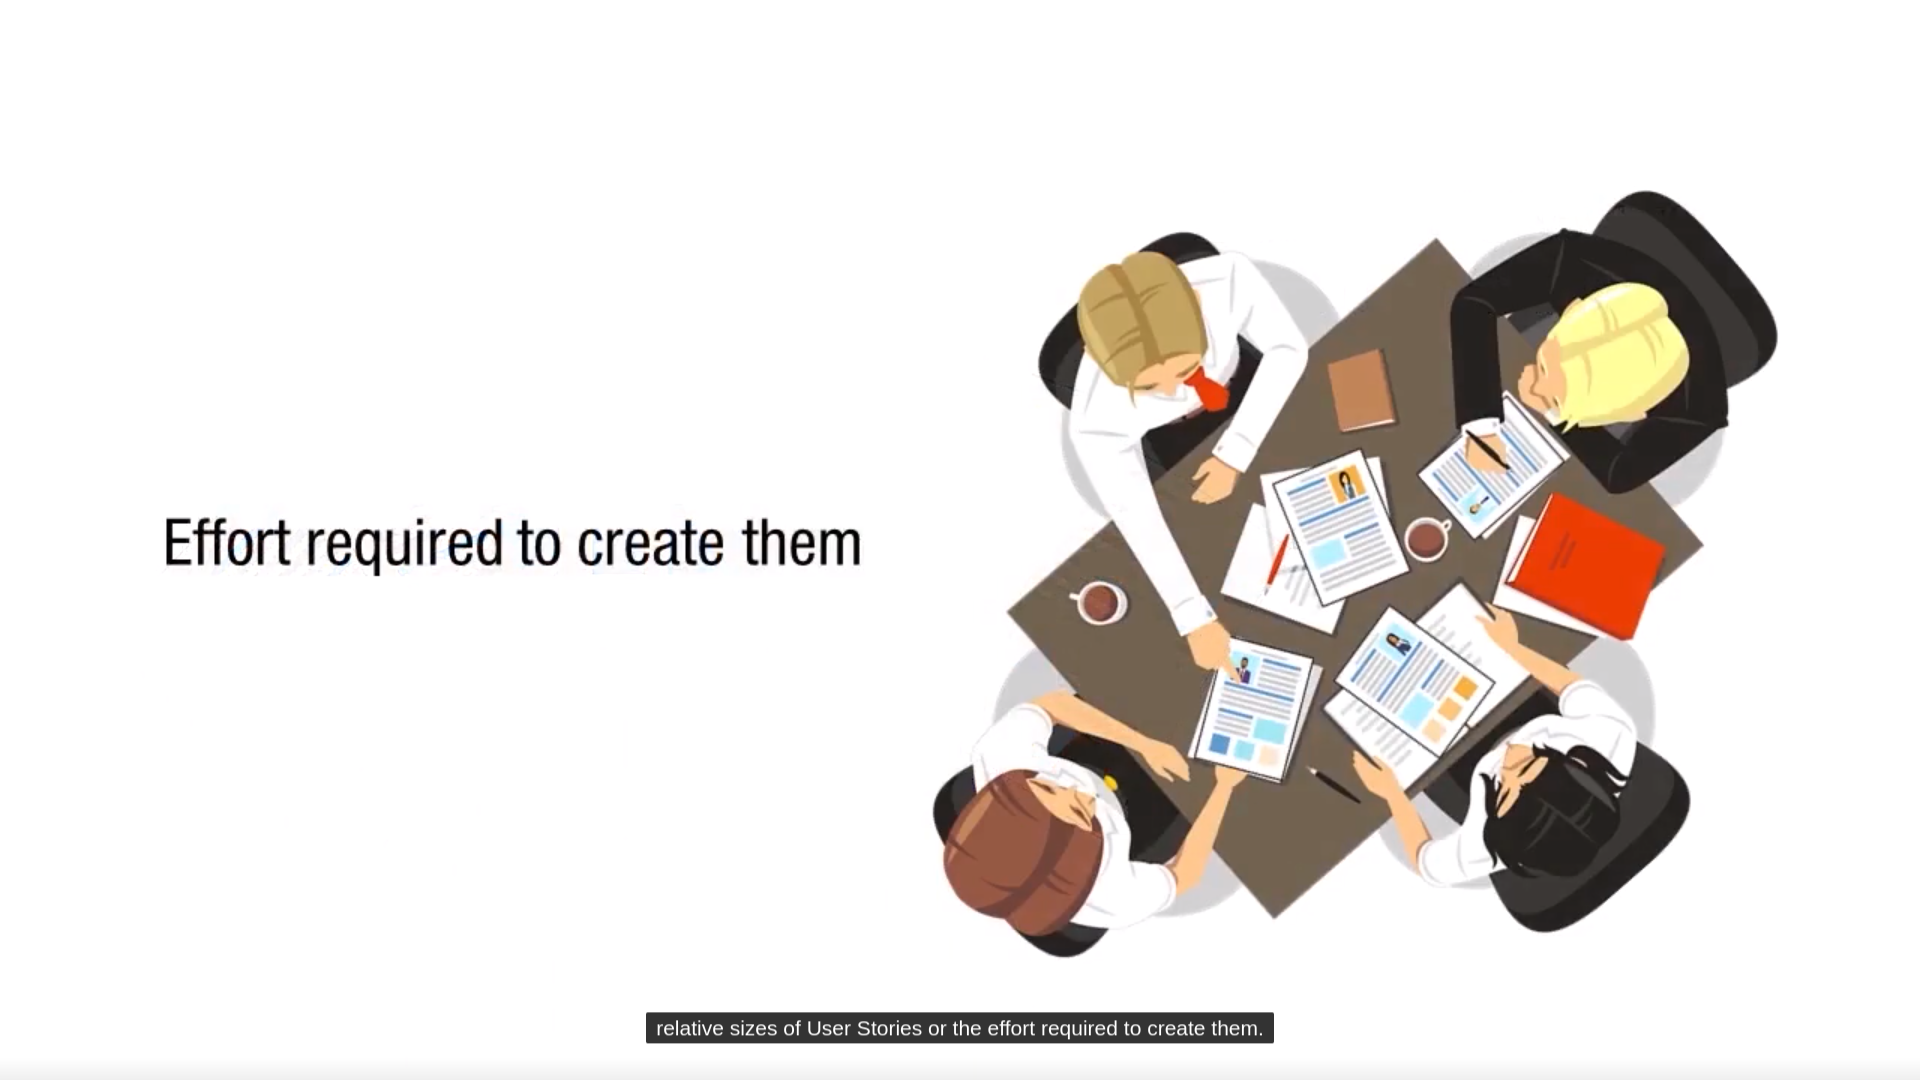 Effort required to create them
relative sizes of User Stories or the effort required to create them.